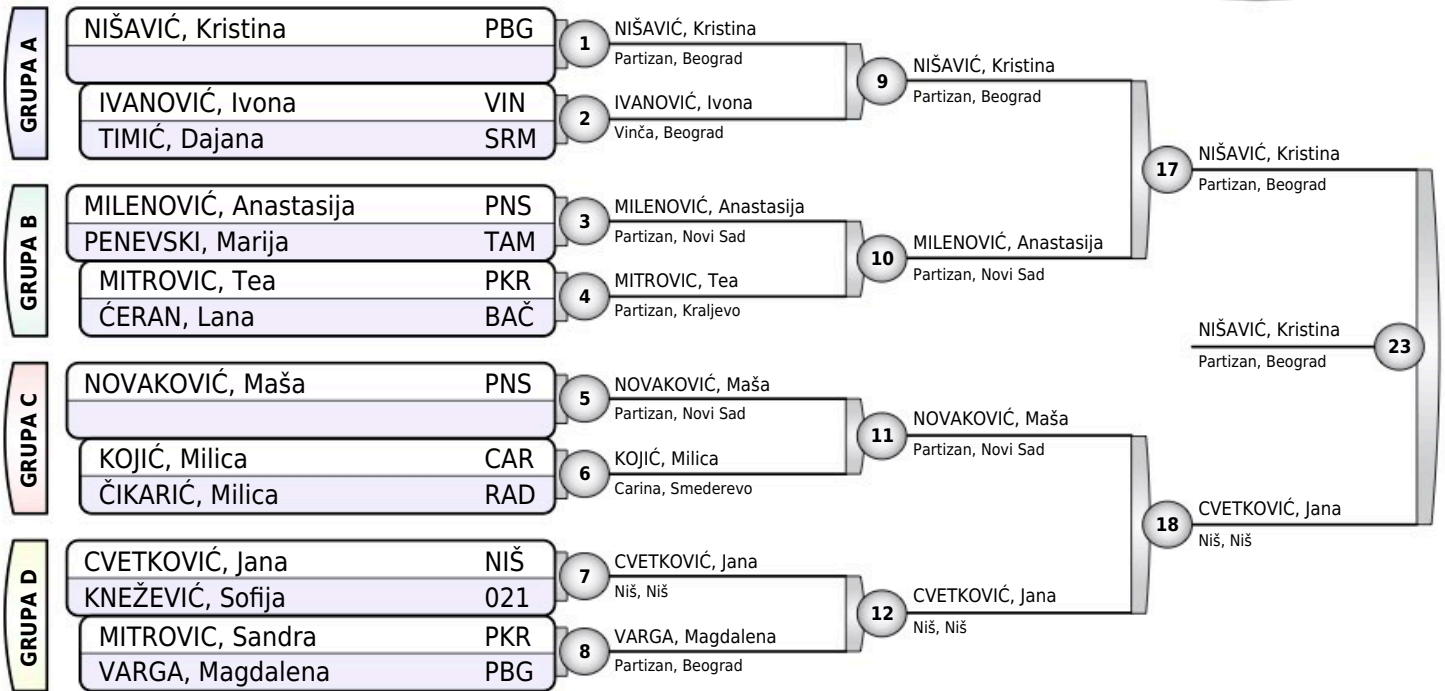 GRUPA A
NIŠAVIĆ, Kristina PBG
IVANOVIĆ, Ivona VIN
TIMIĆ, Dajana SRM
GRUPA B
MILENOVIĆ, Anastasija PNS
PENEVSKI, Marija TAM
MITROVIC, Tea PKR
ĆERAN, Lana BAČ
GRUPA C
NOVAKOVIĆ, Maša PNS
KOJIĆ, Milica CAR
ČIKARIĆ, Milica RAD
GRUPA D
CVETKOVIĆ, Jana NIŠ
KNEŽEVIĆ, Sofija 021
MITROVIC, Sandra PKR
VARGA, Magdalena PBG
1
NIŠAVIĆ, Kristina
Partizan, Beograd
2
IVANOVIĆ, Ivona
Vinča, Beograd
3
MILENOVIĆ, Anastasija
Partizan, Novi Sad
4
MITROVIC, Tea
Partizan, Kraljevo
5
NOVAKOVIĆ, Maša
Partizan, Novi Sad
6
KOJIĆ, Milica
Carina, Smederevo
7
CVETKOVIĆ, Jana
Niš, Niš
8
VARGA, Magdalena
Partizan, Beograd
9
NIŠAVIĆ, Kristina
Partizan, Beograd
10
MILENOVIĆ, Anastasija
Partizan, Novi Sad
11
NOVAKOVIĆ, Maša
Partizan, Novi Sad
12
CVETKOVIĆ, Jana
Niš, Niš
17
NIŠAVIĆ, Kristina
Partizan, Beograd
18
CVETKOVIĆ, Jana
Niš, Niš
NIŠAVIĆ, Kristina
Partizan, Beograd
23